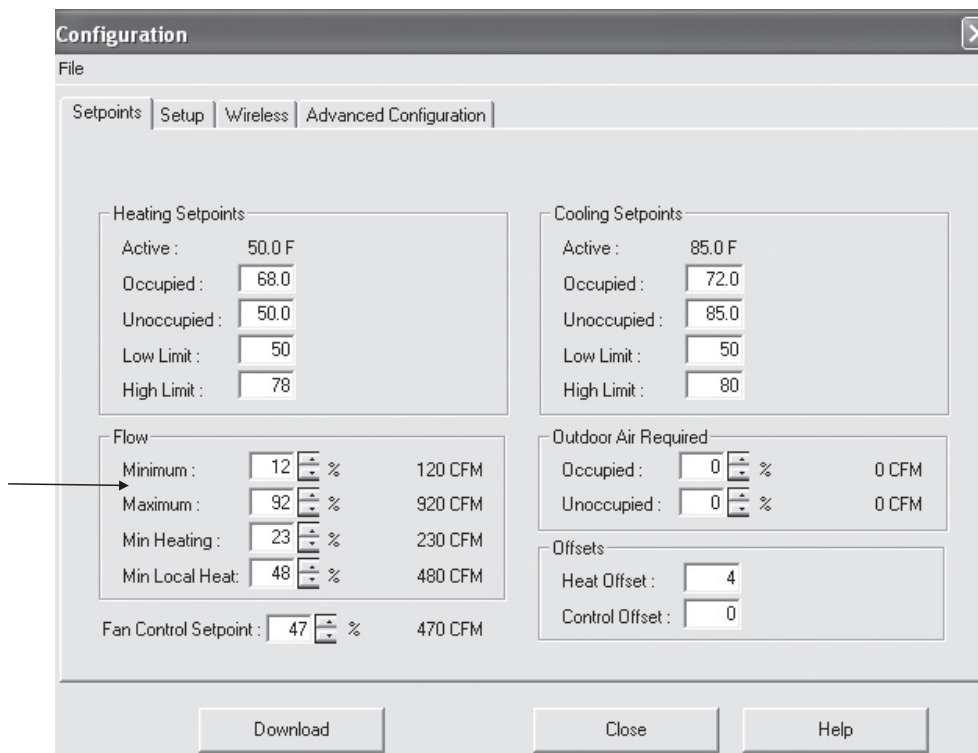 Configuration
File
Setpoints Setup Wireless Advanced Configuration
Heating Setpoints
Active : 50.0 F
Occupied : 68.0
Unoccupied : 50.0
Low Limit : 50
High Limit : 78
Cooling Setpoints
Active : 85.0 F
Occupied : 72.0
Unoccupied : 85.0
Low Limit : 50
High Limit : 80
Flow
Minimum : 12 % 120 CFM
Maximum : 92 % 920 CFM
Min Heating : 23 % 230 CFM
Min Local Heat: 48 % 480 CFM
Fan Control Setpoint : 47 % 470 CFM
Outdoor Air Required
Occupied : 0 % 0 CFM
Unoccupied : 0 % 0 CFM
Offsets
Heat Offset : 4
Control Offset : 0
Download Close Help